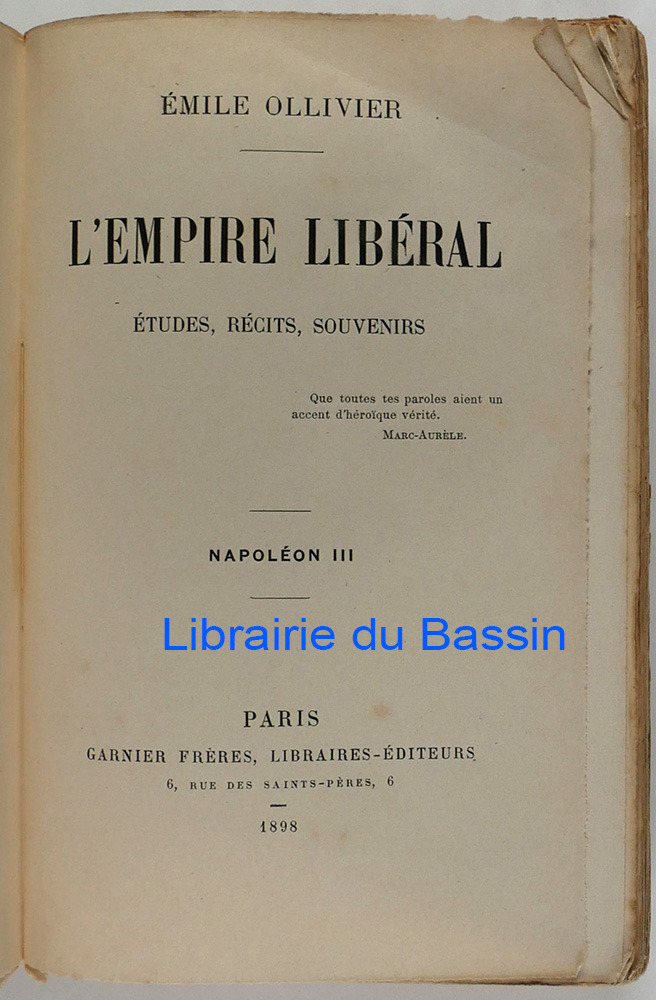 ÉMILE OLLIVIER
L'EMPIRE LIBÉRAL
ÉTUDES, RÉCITS, SOUVENIRS
Que toutes tes paroles aient un
accent d'héroïque vérité.
MARC-AURÈLE.
NAPOLÉON III
Librairie du Bassin
PARIS
GARNIER FRÈRES, LIBRAIRES-ÉDITEURS
6, RUE DES SAINTS-PÈRES, 6
1898